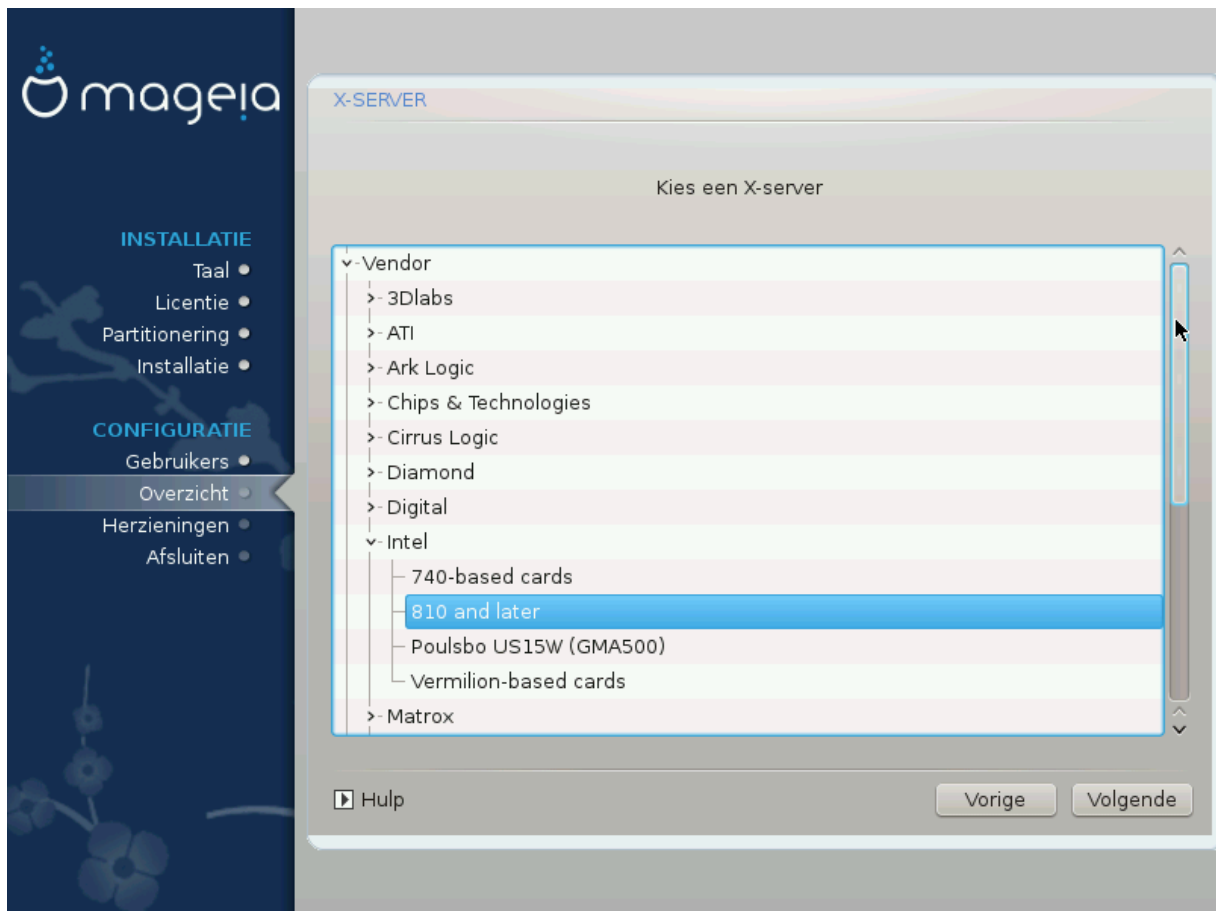 mageia
INSTALLATIE
Taal
Licentie
Partitionering
Installatie
CONFIGURATIE
Gebruikers
Overzicht
Herzieningen
Afsluiten
X-SERVER
Kies een X-server
Vendor
3Dlabs
ATI
Ark Logic
Chips & Technologies
Cirrus Logic
Diamond
Digital
Intel
740-based cards
810 and later
Poulsbo US15W (GMA500)
Vermilion-based cards
Matrox
Hulp
Vorige
Volgende